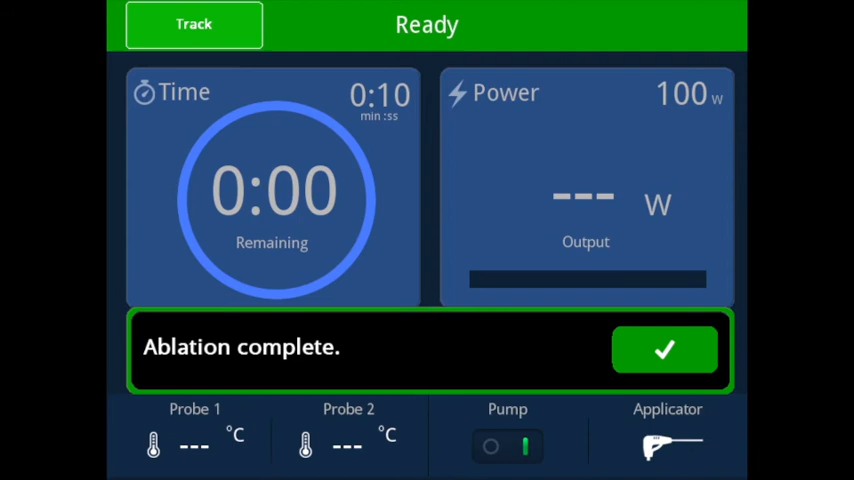 Track
Ready
Time
0:10
min :ss
0:00
Remaining
Power
100 W
--- W
Output
Ablation complete.
Probe 1
--- °C
Probe 2
--- °C
Pump
Applicator